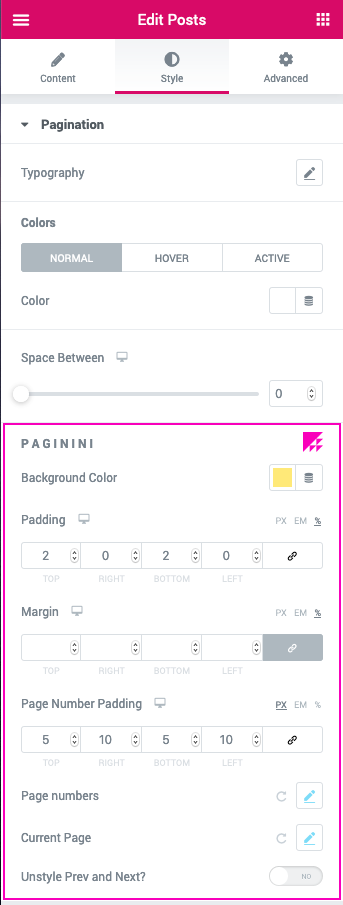 Edit Posts
Content Style Advanced
Pagination
Typography
Colors
NORMAL HOVER ACTIVE
Color
Space Between
0
PAGININI
Background Color
Padding PX EM %
2 0 2 0
TOP RIGHT BOTTOM LEFT
Margin PX EM %
TOP RIGHT BOTTOM LEFT
Page Number Padding PX EM %
5 10 5 10
TOP RIGHT BOTTOM LEFT
Page numbers
Current Page
Unstyle Prev and Next? NO